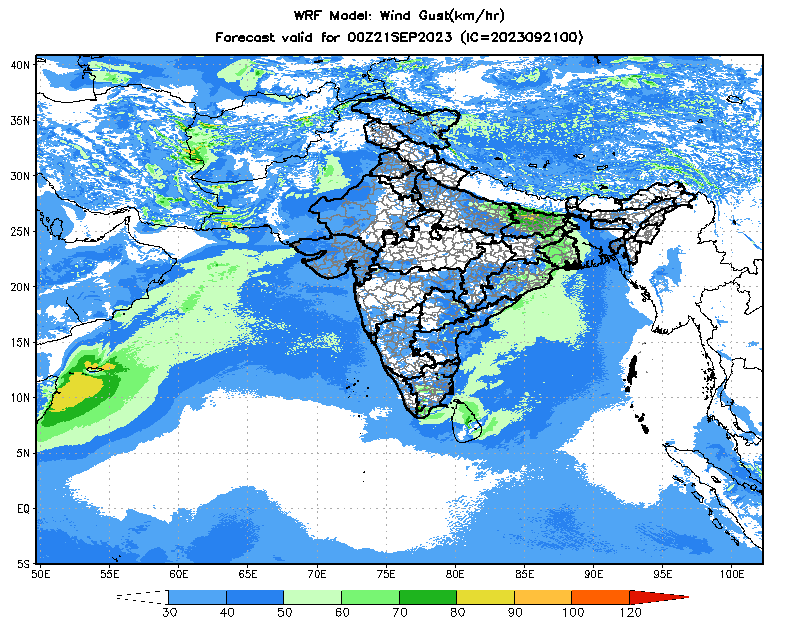 WRF Model: Wind Gust(km/hr)
Forecast valid for 00Z21SEP2023 (IC=2023092100)
40N
35N
30N
25N
20N
15N
10N
5N
EQ
5S
50E 55E 60E 65E 70E 75E 80E 85E 90E 95E 100E
30 40 50 60 70 80 90 100 120